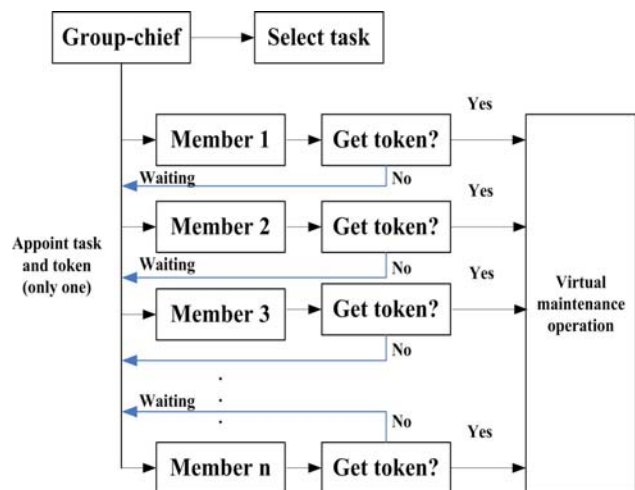 Group-chief
Select task
Yes
Member 1
Get token?
Waiting
No
Yes
Member 2
Get token?
Appoint task
and token
(only one)
Waiting
No
Yes
Virtual
maintenance
operation
Member 3
Get token?
No
Waiting
No
Yes
Member n
Get token?